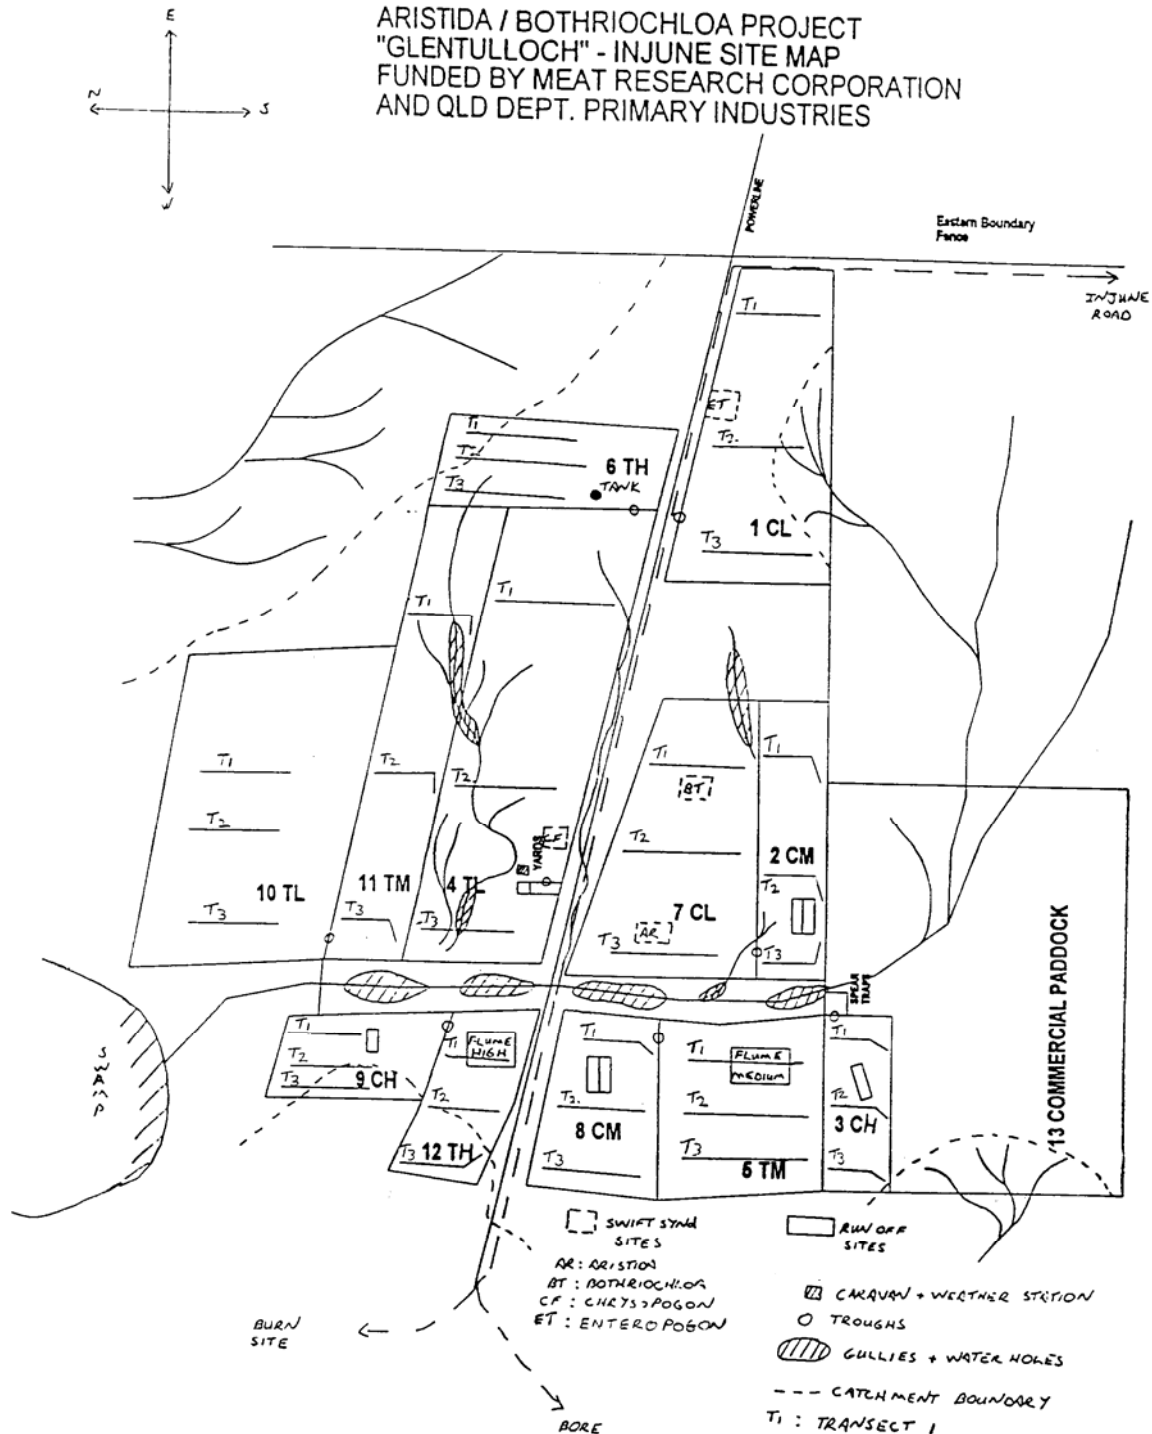 ARISTIDA / BOTHRIOCHLOA PROJECT
"GLENTULLOCH" - INJUNE SITE MAP
FUNDED BY MEAT RESEARCH CORPORATION
AND QLD DEPT. PRIMARY INDUSTRIES
E
N
S
W
POWERLINE
Eastern Boundary
Fence
INJUNE
ROAD
T1
ET
T2
1 CL
T3
T1
T2
6 TH
T3
TANK
T1
T1
T1
T2
T2
T3
10 TL
T2
11 TM
T3
4 TL
T3
YARDS
CF
T1
BT
T2
7 CL
AR
T3
T1
2 CM
T2
T3
SPEAR
TRAPS
13 COMMERCIAL PADDOCK
SWAMP
T1
T2
T3
9 CH
T1
FLUME
HIGH
T2
T3
12 TH
T1
T2
8 CM
T3
T1
FLUME
MEDIUM
T2
T3
5 TM
T1
T2
3 CH
T3
SWIFT SYND
SITES
AR : ARISTIDA
BT : BOTHRIOCHLOA
CF : CHRYSOPOGON
ET : ENTEROPOGON
RUN OFF
SITES
CARAVAN + WEATHER STATION
TROUGHS
GULLIES + WATER HOLES
CATCHMENT BOUNDARY
T1 : TRANSECT 1
BURN
SITE
BORE